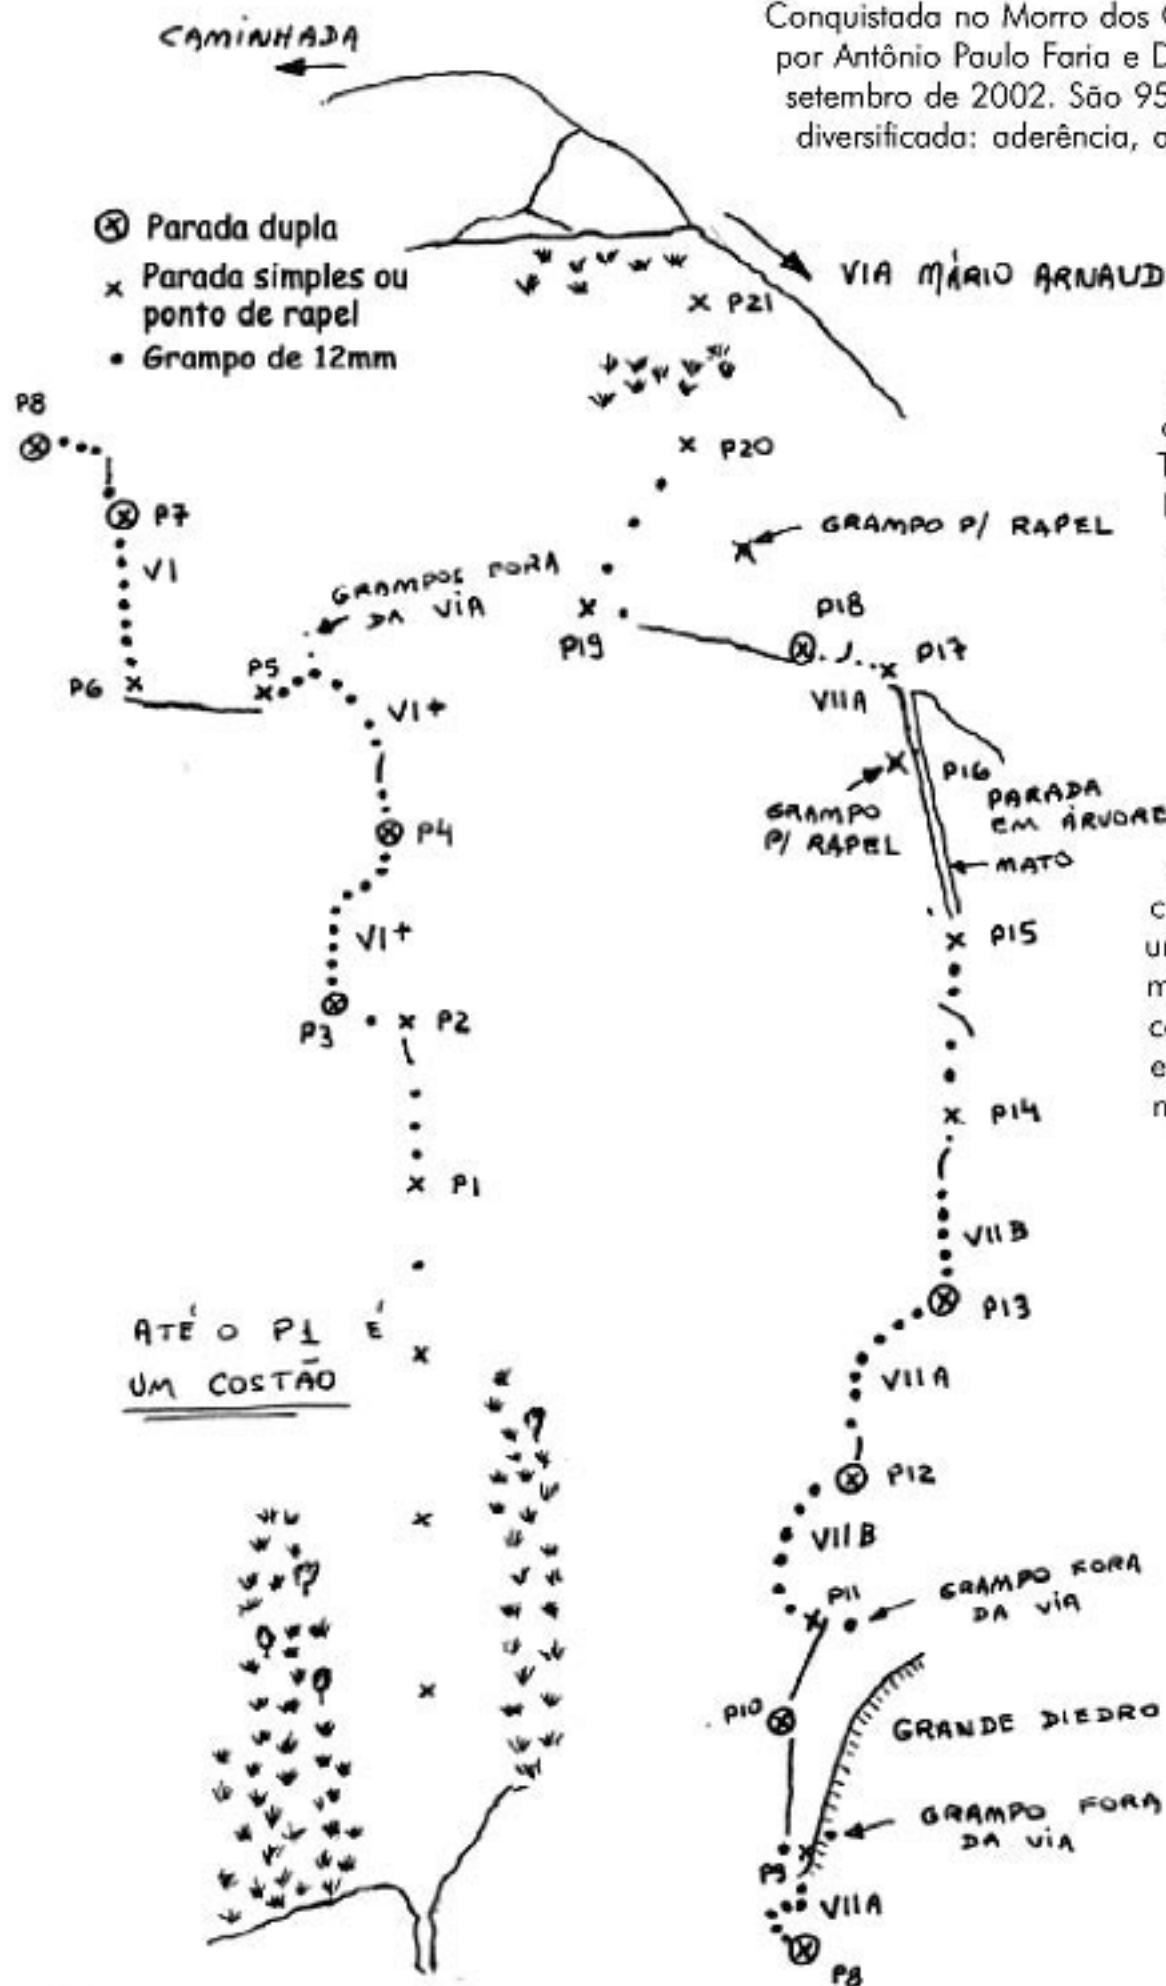 CAMINHADA
Conquistada no Morro dos
por Antônio Paulo Faria e D
setembro de 2002. São 95
diversificada: aderência, a
⊗ Parada dupla
x Parada simples ou
ponto de rapel
• Grampo de 12mm
VIA MÁRIO ARNAUD
P21
P20
GRAMPO P/ RAPEL
P8
P7
VI
GRAMPOS FORA
DA VIA
P19
P18
P17
VIIA
P6
P5
VI+
P4
GRAMPO
P/ RAPEL
P16
PARADA
EM ÁRVORE
MATO
VI+
P15
P3
P2
P14
P1
VIIB
P13
ATÉ O P1 É
UM COSTÃO
VIIA
P12
VIIB
P11
GRAMPO FORA
DA VIA
P10
GRANDE DIEDRO
GRAMPO FORA
DA VIA
P9
VIIA
P8